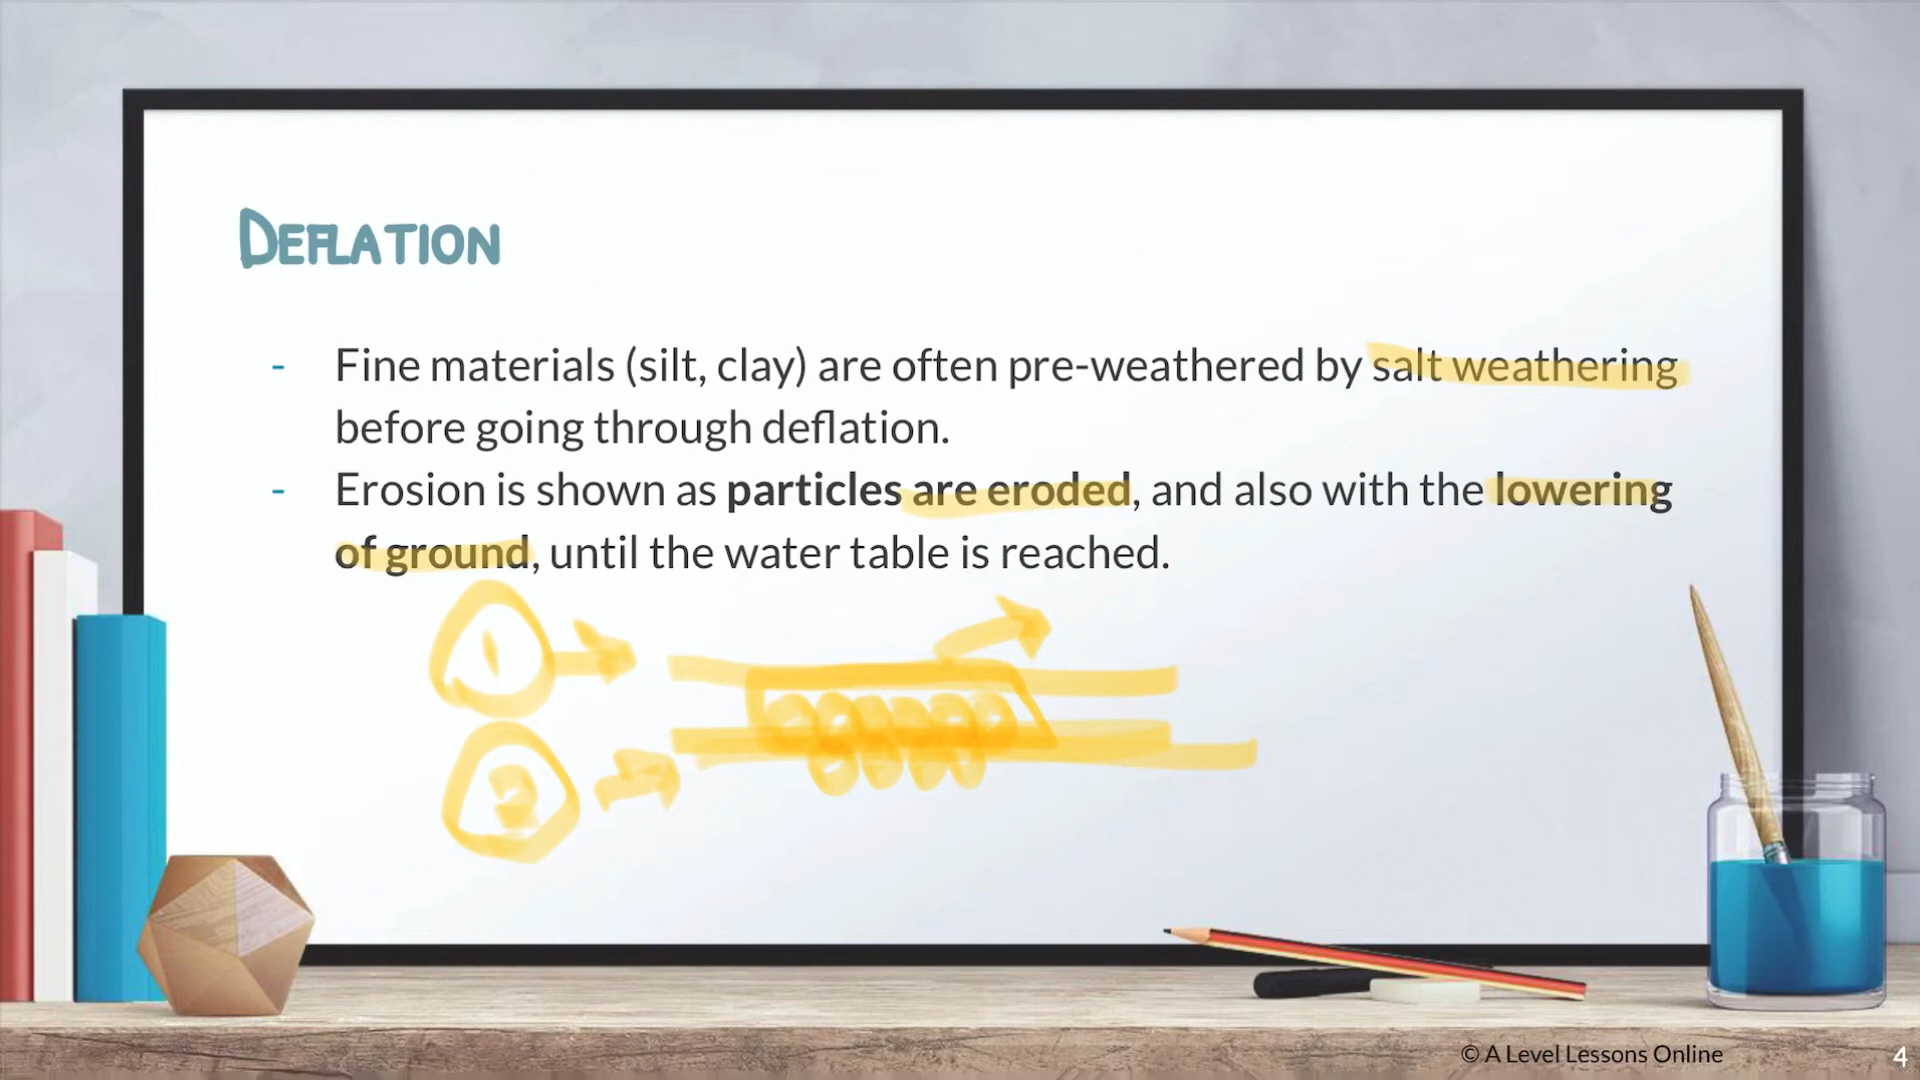 DEFLATION
- Fine materials (silt, clay) are often pre-weathered by salt weathering
before going through deflation.
- Erosion is shown as particles are eroded, and also with the lowering
of ground, until the water table is reached.
1
2
© A Level Lessons Online
4